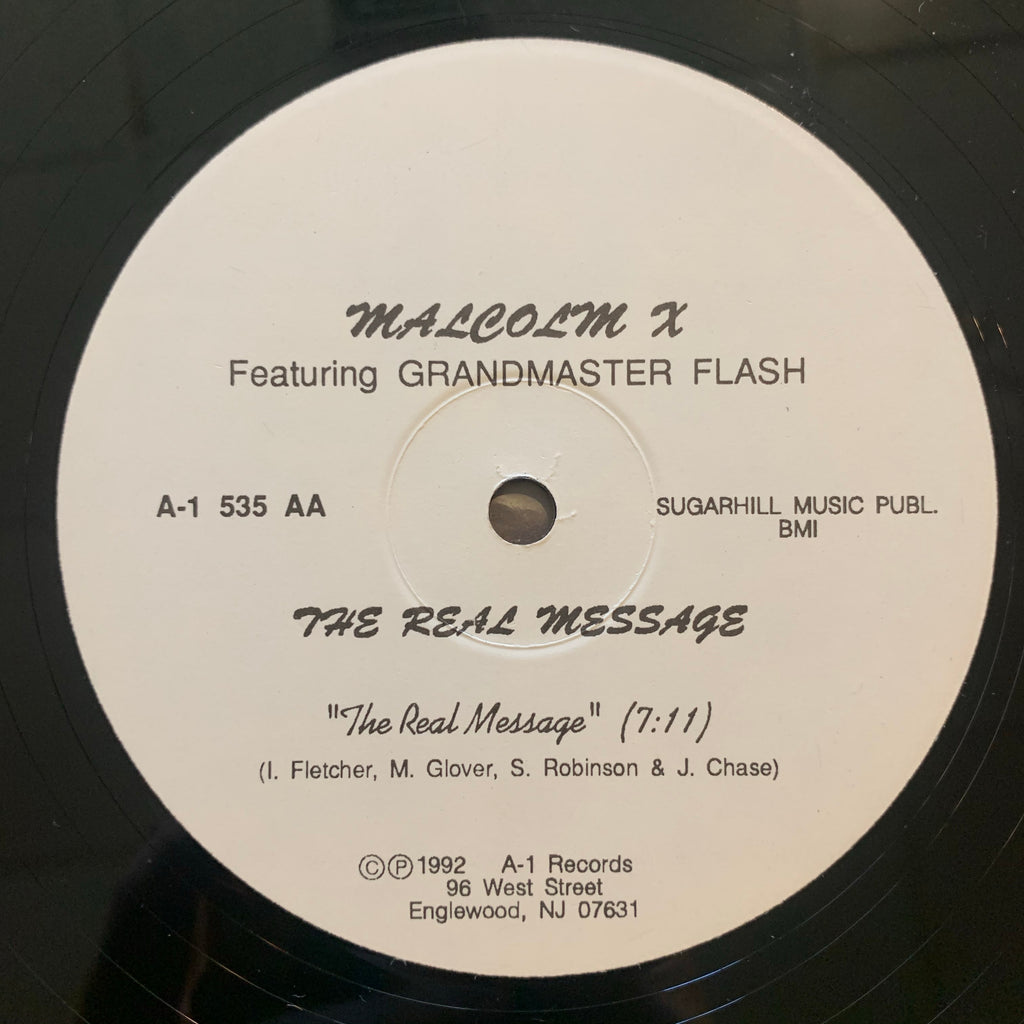 MALCOLM X
Featuring GRANDMASTER FLASH
A-1 535 AA
SUGARHILL MUSIC PUBL.
BMI
THE REAL MESSAGE
"The Real Message" (7:11)
(I. Fletcher, M. Glover, S. Robinson & J. Chase)
©℗1992 A-1 Records
96 West Street
Englewood, NJ 07631